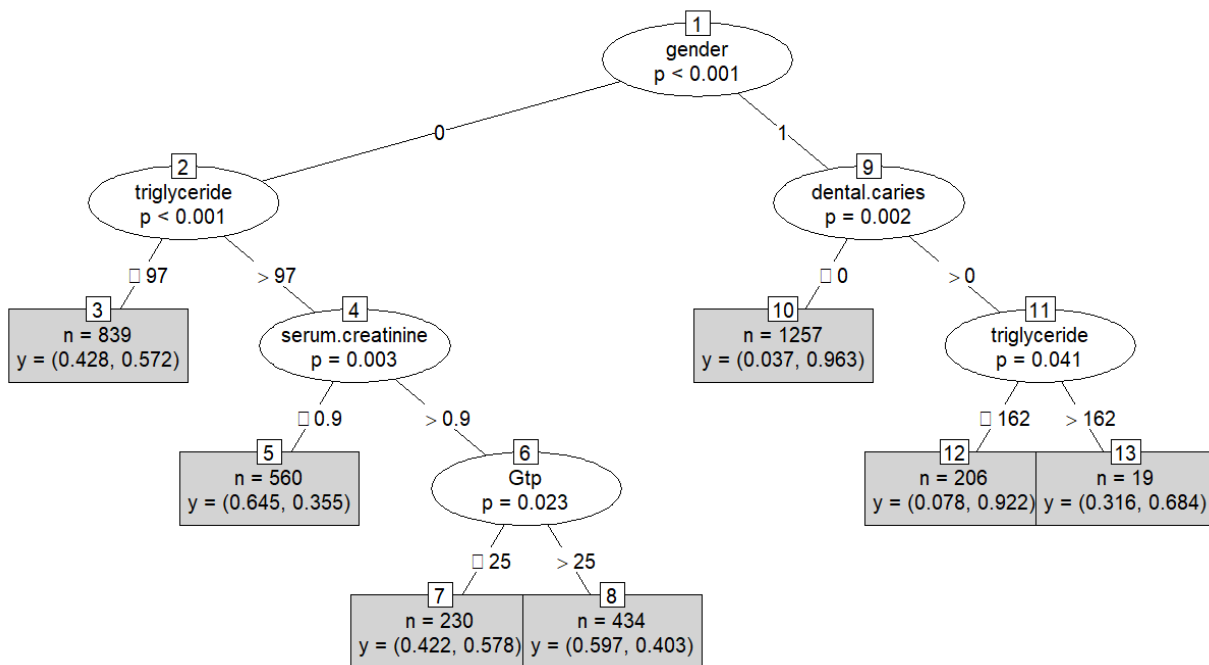 1
gender
p < 0.001
0
1
2
triglyceride
p < 0.001
9
dental.caries
p = 0.002
□ 97
> 97
□ 0
> 0
3
n = 839
y = (0.428, 0.572)
4
serum.creatinine
p = 0.003
10
n = 1257
y = (0.037, 0.963)
11
triglyceride
p = 0.041
□ 0.9
> 0.9
□ 162
> 162
5
n = 560
y = (0.645, 0.355)
6
Gtp
p = 0.023
12
n = 206
y = (0.078, 0.922)
13
n = 19
y = (0.316, 0.684)
□ 25
> 25
7
n = 230
y = (0.422, 0.578)
8
n = 434
y = (0.597, 0.403)